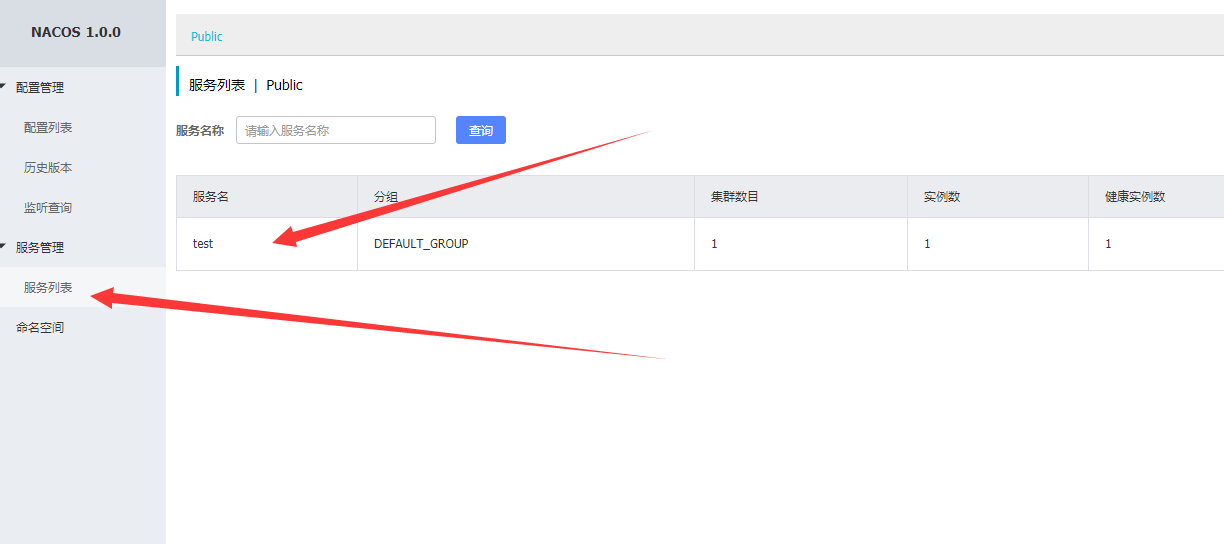 NACOS 1.0.0
配置管理
配置列表
历史版本
监听查询
服务管理
服务列表
命名空间
Public
服务列表 | Public
服务名称 请输入服务名称 查询
服务名 分组 集群数目 实例数 健康实例数
test DEFAULT_GROUP 1 1 1